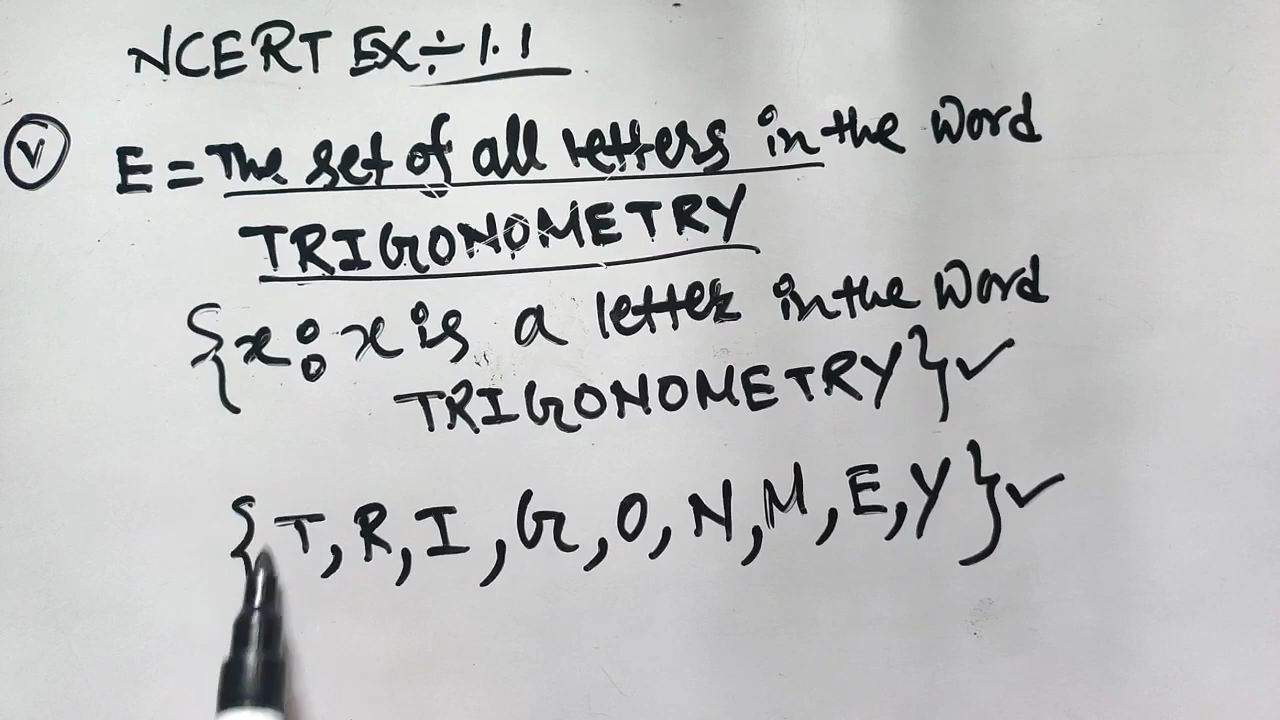 NCERT EX÷1.1
(v) E = The set of all letters in the word
TRIGONOMETRY
{x : x is a letter in the word
TRIGONOMETRY} ✓
{T, R, I, G, O, N, M, E, Y} ✓